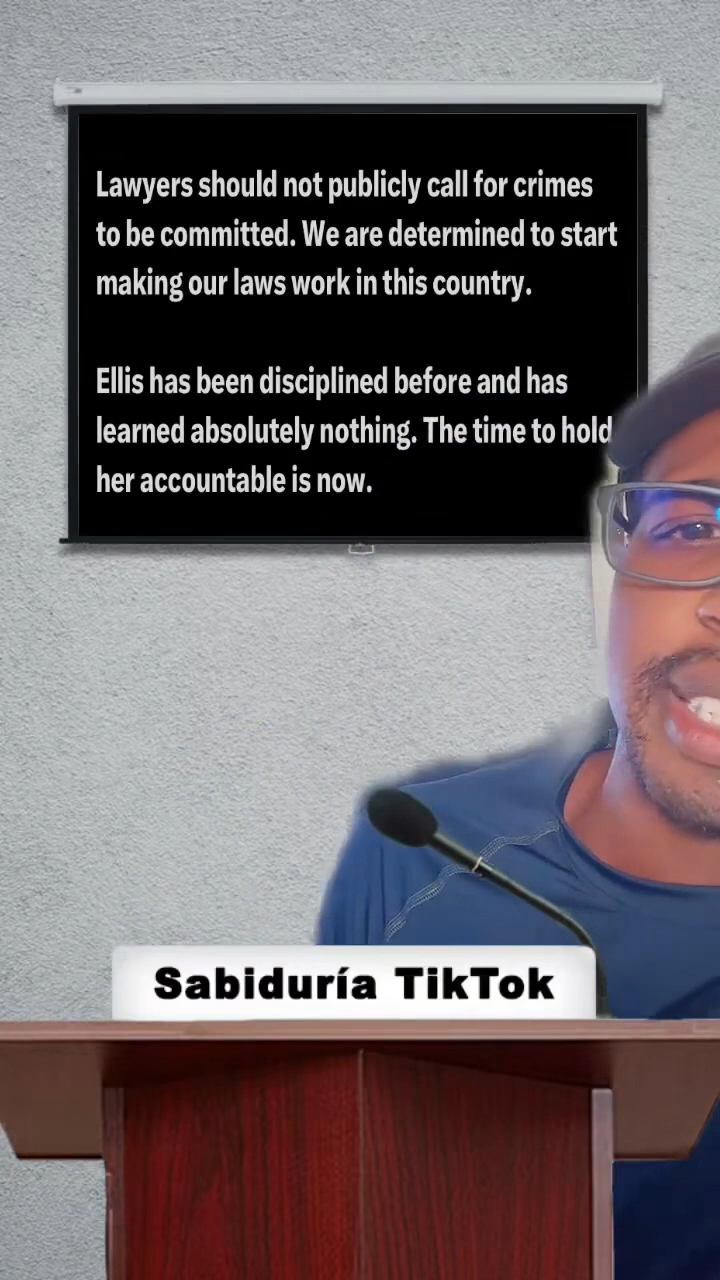 Lawyers should not publicly call for crimes
to be committed. We are determined to start
making our laws work in this country.
Ellis has been disciplined before and has
learned absolutely nothing. The time to hold
her accountable is now.
Sabiduría TikTok